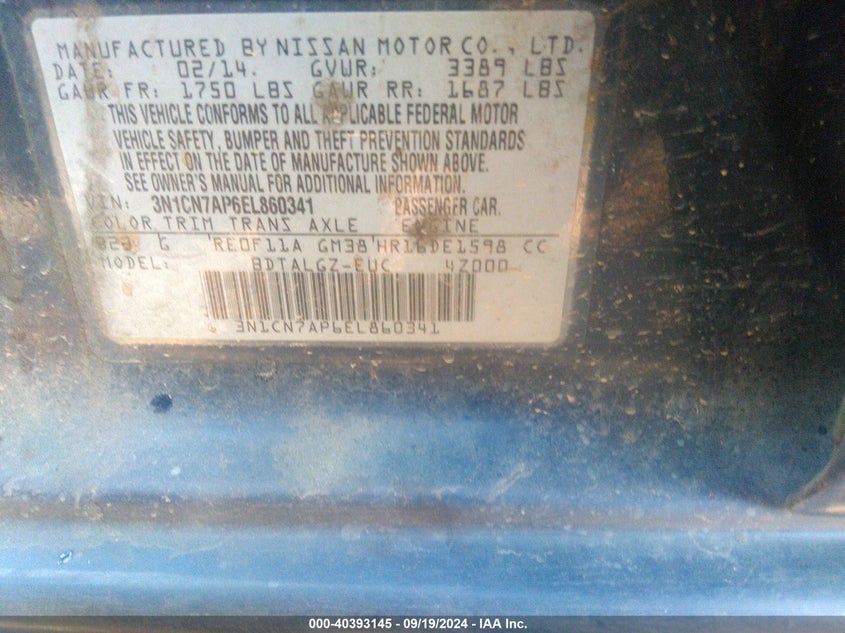 MANUFACTURED BY NISSAN MOTOR CO., LTD.
DATE: 02/14. GVWR: 3389 LBS
GAWR FR: 1750 LBS GAWR RR: 1687 LBS
THIS VEHICLE CONFORMS TO ALL APPLICABLE FEDERAL MOTOR
VEHICLE SAFETY, BUMPER AND THEFT PREVENTION STANDARDS
IN EFFECT ON THE DATE OF MANUFACTURE SHOWN ABOVE.
SEE OWNER'S MANUAL FOR ADDITIONAL INFORMATION.
VIN: 3N1CN7AP6EL860341 PASSENGER CAR.
COLOR TRIM TRANS AXLE ENGINE
G RE0F11A GM38 HR16DE1598 CC
MODEL: BDTALGZ-EUC 4Z000
3N1CN7AP6EL860341
000-40393145 - 09/19/2024 - IAA Inc.